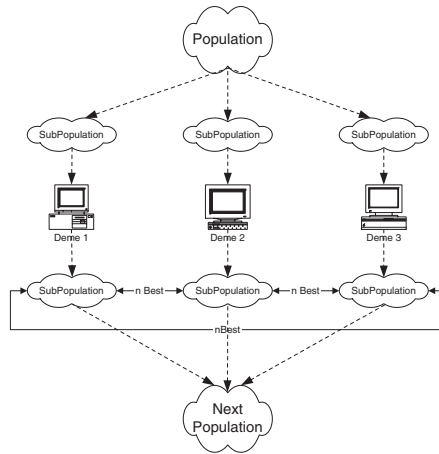 Population
SubPopulation
SubPopulation
SubPopulation
Deme 1
Deme 2
Deme 3
SubPopulation
n Best
SubPopulation
n Best
SubPopulation
nBest
Next
Population